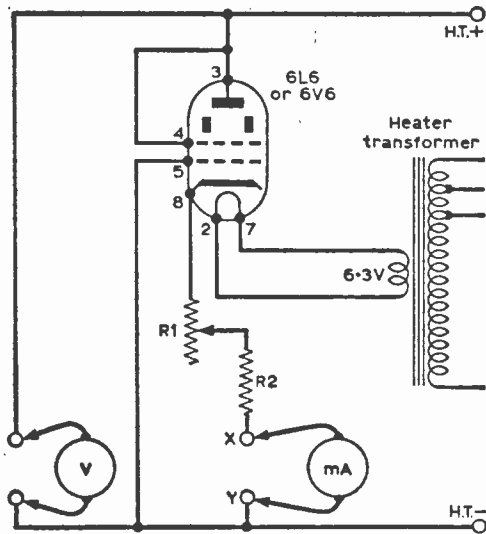 H.T.+
3
6L6
or 6V6
Heater
transformer
4
5
8
2
7
6·3V
R1
R2
X
V
mA
Y
H.T.-